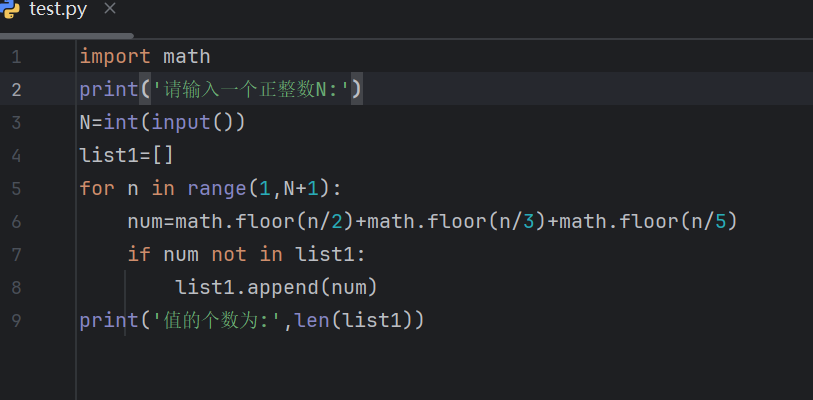 test.py
1 import math
2 print('请输入一个正整数N:')
3 N=int(input())
4 list1=[]
5 for n in range(1,N+1):
6     num=math.floor(n/2)+math.floor(n/3)+math.floor(n/5)
7     if num not in list1:
8         list1.append(num)
9 print('值的个数为:',len(list1))